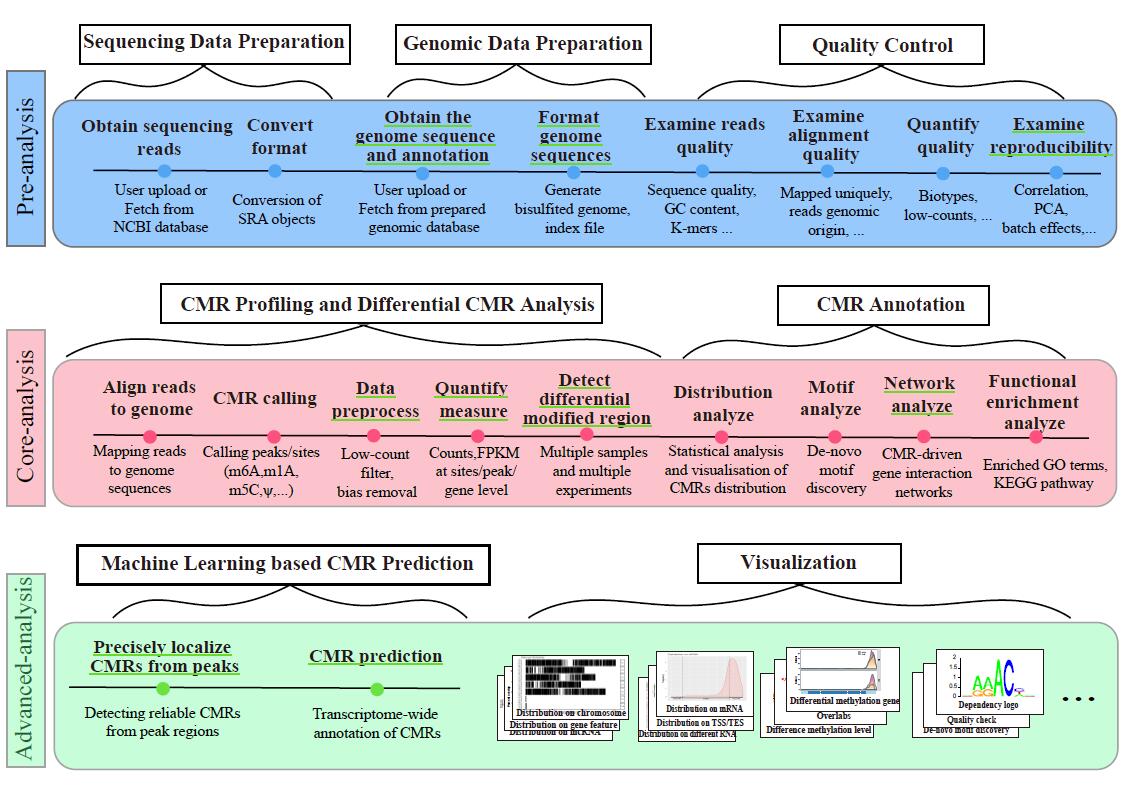 Sequencing Data Preparation
Genomic Data Preparation
Quality Control
Pre-analysis
Obtain sequencing
reads
Convert
format
Obtain the
genome sequence
and annotation
Format
genome
sequences
Examine reads
quality
Examine
alignment
quality
Quantify
quality
Examine
reproducibility
User upload or
Fetch from
NCBI database
Conversion of
SRA objects
User upload or
Fetch from prepared
genomic database
Generate
bisulfited genome,
index file
Sequence quality,
GC content,
K-mers ...
Mapped uniquely,
reads genomic
origin, ...
Biotypes,
low-counts, ...
Correlation,
PCA,
batch effects,...
CMR Profiling and Differential CMR Analysis
CMR Annotation
Core-analysis
Align reads
to genome
CMR calling
Data
preprocess
Quantify
measure
Detect
differential
modified region
Distribution
analyze
Motif
analyze
Network
analyze
Functional
enrichment
analyze
Mapping reads
to genome
sequences
Calling peaks/sites
(m6A,m1A,
m5C,ψ,...)
Low-count
filter,
bias removal
Counts,FPKM
at sites/peak/
gene level
Multiple samples
and multiple
experiments
Statistical analysis
and visualisation of
CMRs distribution
De-novo
motif
discovery
CMR-driven
gene interaction
networks
Enriched GO terms,
KEGG pathway
Machine Learning based CMR Prediction
Visualization
Advanced-analysis
Precisely localize
CMRs from peaks
CMR prediction
Detecting reliable CMRs
from peak regions
Transcriptome-wide
annotation of CMRs
Distribution on chromosome
Distribution on gene feature
Distribution on
Distribution on mRNA
Distribution on TSS/TES
Distribution on different RNA
Differential methylation gene
Overlabs
Difference methylation level
2
1.5
1
0.5
0
Dependency logo
Quality check
De-novo motif discovery
...